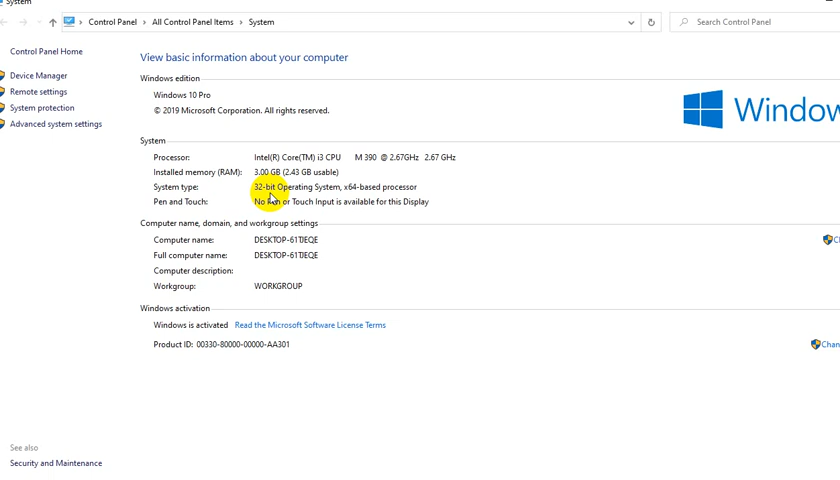 System
Control Panel > All Control Panel Items > System
Search Control Panel
Control Panel Home
Device Manager
Remote settings
System protection
Advanced system settings
View basic information about your computer
Windows edition
Windows 10 Pro
© 2019 Microsoft Corporation. All rights reserved.
Window
System
Processor: Intel(R) Core(TM) i3 CPU M 390 @ 2.67GHz 2.67 GHz
Installed memory (RAM): 3.00 GB (2.43 GB usable)
System type: 32-bit Operating System, x64-based processor
Pen and Touch: No Pen or Touch Input is available for this Display
Computer name, domain, and workgroup settings
Computer name: DESKTOP-61TJEQE
Full computer name: DESKTOP-61TJEQE
Computer description:
Workgroup: WORKGROUP
Windows activation
Windows is activated Read the Microsoft Software License Terms
Product ID: 00330-80000-00000-AA301
Chan
See also
Security and Maintenance